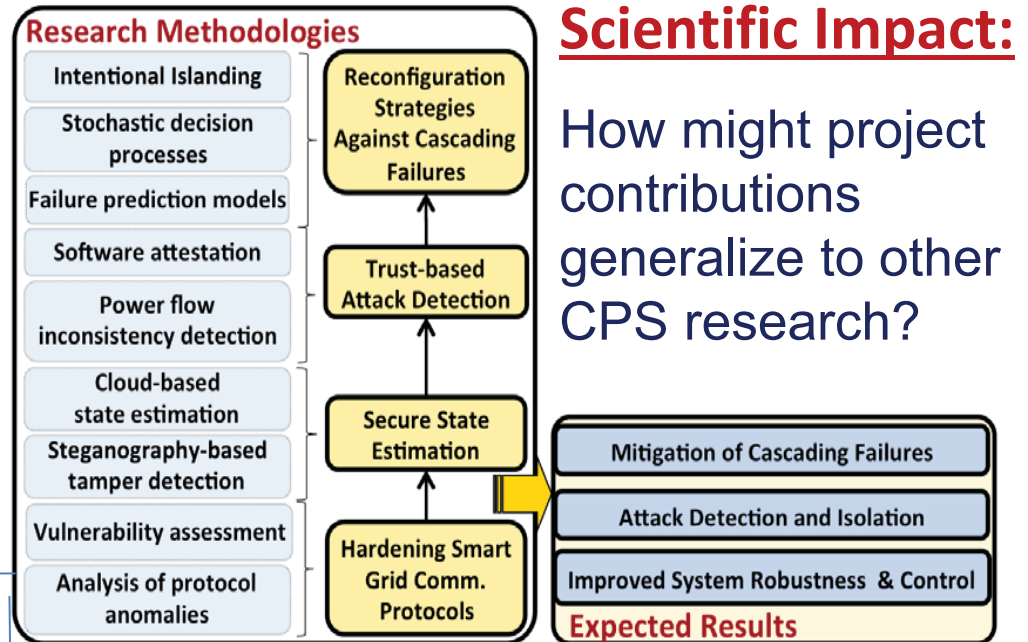 Research Methodologies
Intentional Islanding
Stochastic decision
processes
Failure prediction models
Software attestation
Power flow
inconsistency detection
Cloud-based
state estimation
Steganography-based
tamper detection
Vulnerability assessment
Analysis of protocol
anomalies
Reconfiguration
Strategies
Against Cascading
Failures
Trust-based
Attack Detection
Secure State
Estimation
Hardening Smart
Grid Comm.
Protocols
Scientific Impact:
How might project
contributions
generalize to other
CPS research?
Mitigation of Cascading Failures
Attack Detection and Isolation
Improved System Robustness & Control
Expected Results